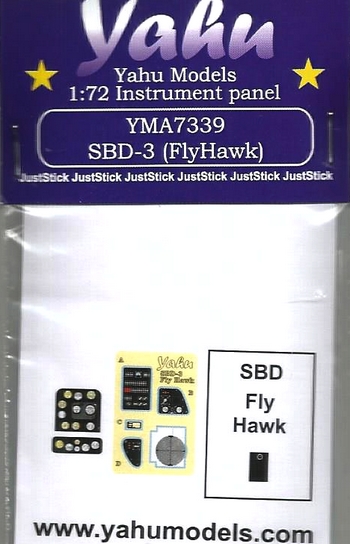 Yahu
Yahu Models
1:72 Instrument panel
YMA7339
SBD-3 (FlyHawk)
JustStick JustStick JustStick JustStick JustStick JustStick
A
Yahu
SBD-3
Fly Hawk
B
C
D
SBD
Fly
Hawk
www.yahumodels.com